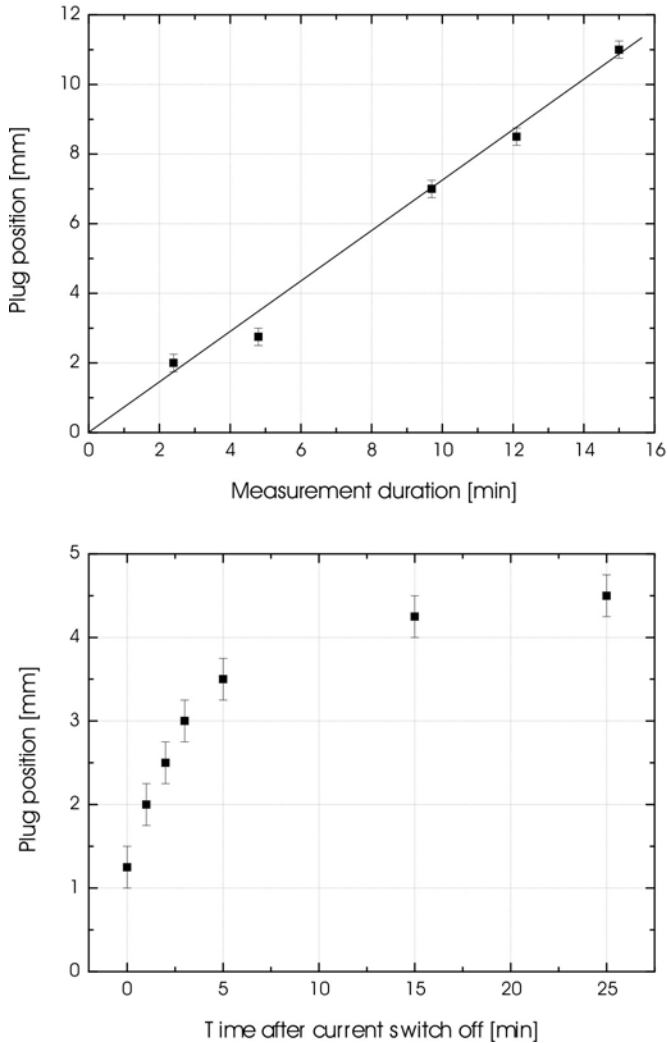 12
10
8
6
4
2
0
Plug position [mm]
0 2 4 6 8 10 12 14 16
Measurement duration [min]
5
4
3
2
1
0
Plug position [mm]
0 5 10 15 20 25
Time after current switch off [min]